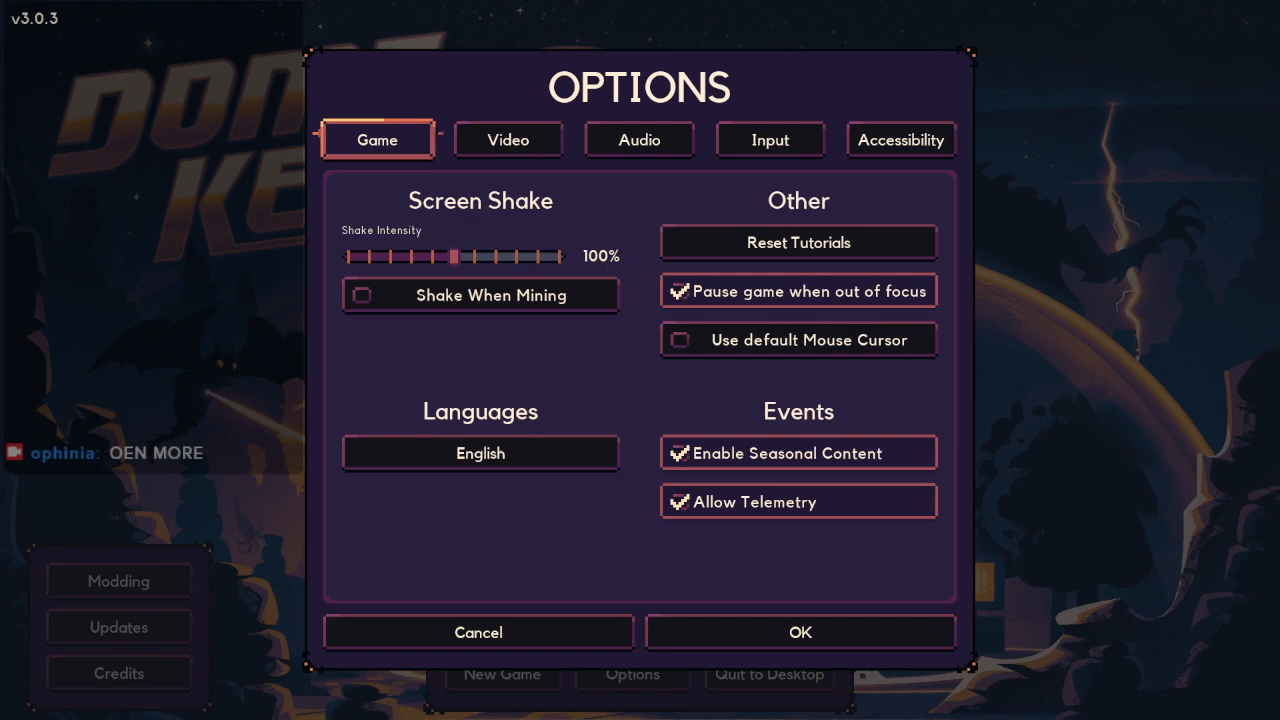 v3.0.3
DOM
KE
OPTIONS
Game
Video
Audio
Input
Accessibility
Screen Shake
Shake Intensity
100%
Shake When Mining
Other
Reset Tutorials
Pause game when out of focus
Use default Mouse Cursor
Languages
English
Events
Enable Seasonal Content
Allow Telemetry
Cancel
OK
ophinia: OEN MORE
Modding
Updates
Credits
New Game
Options
Quit to Desktop